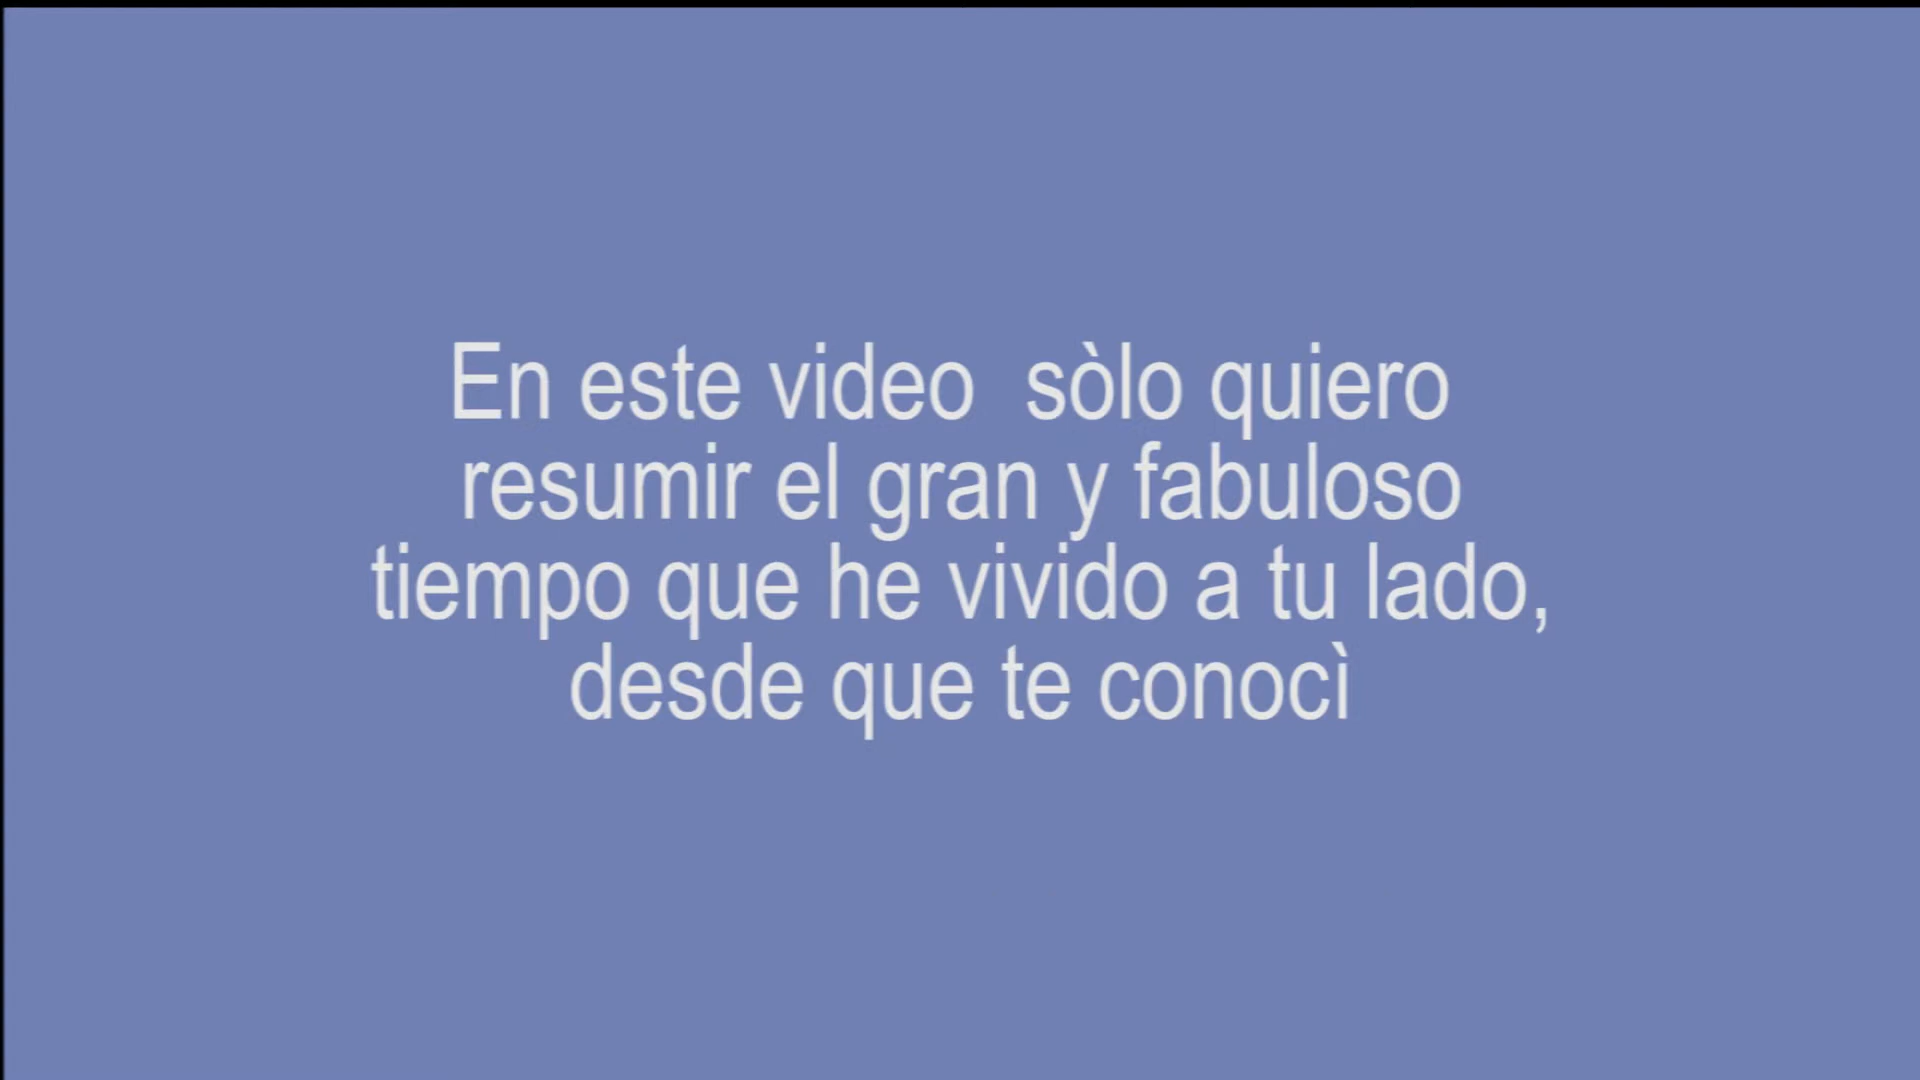 En este video  sòlo quiero
resumir el gran y fabuloso
tiempo que he vivido a tu lado,
desde que te conocì